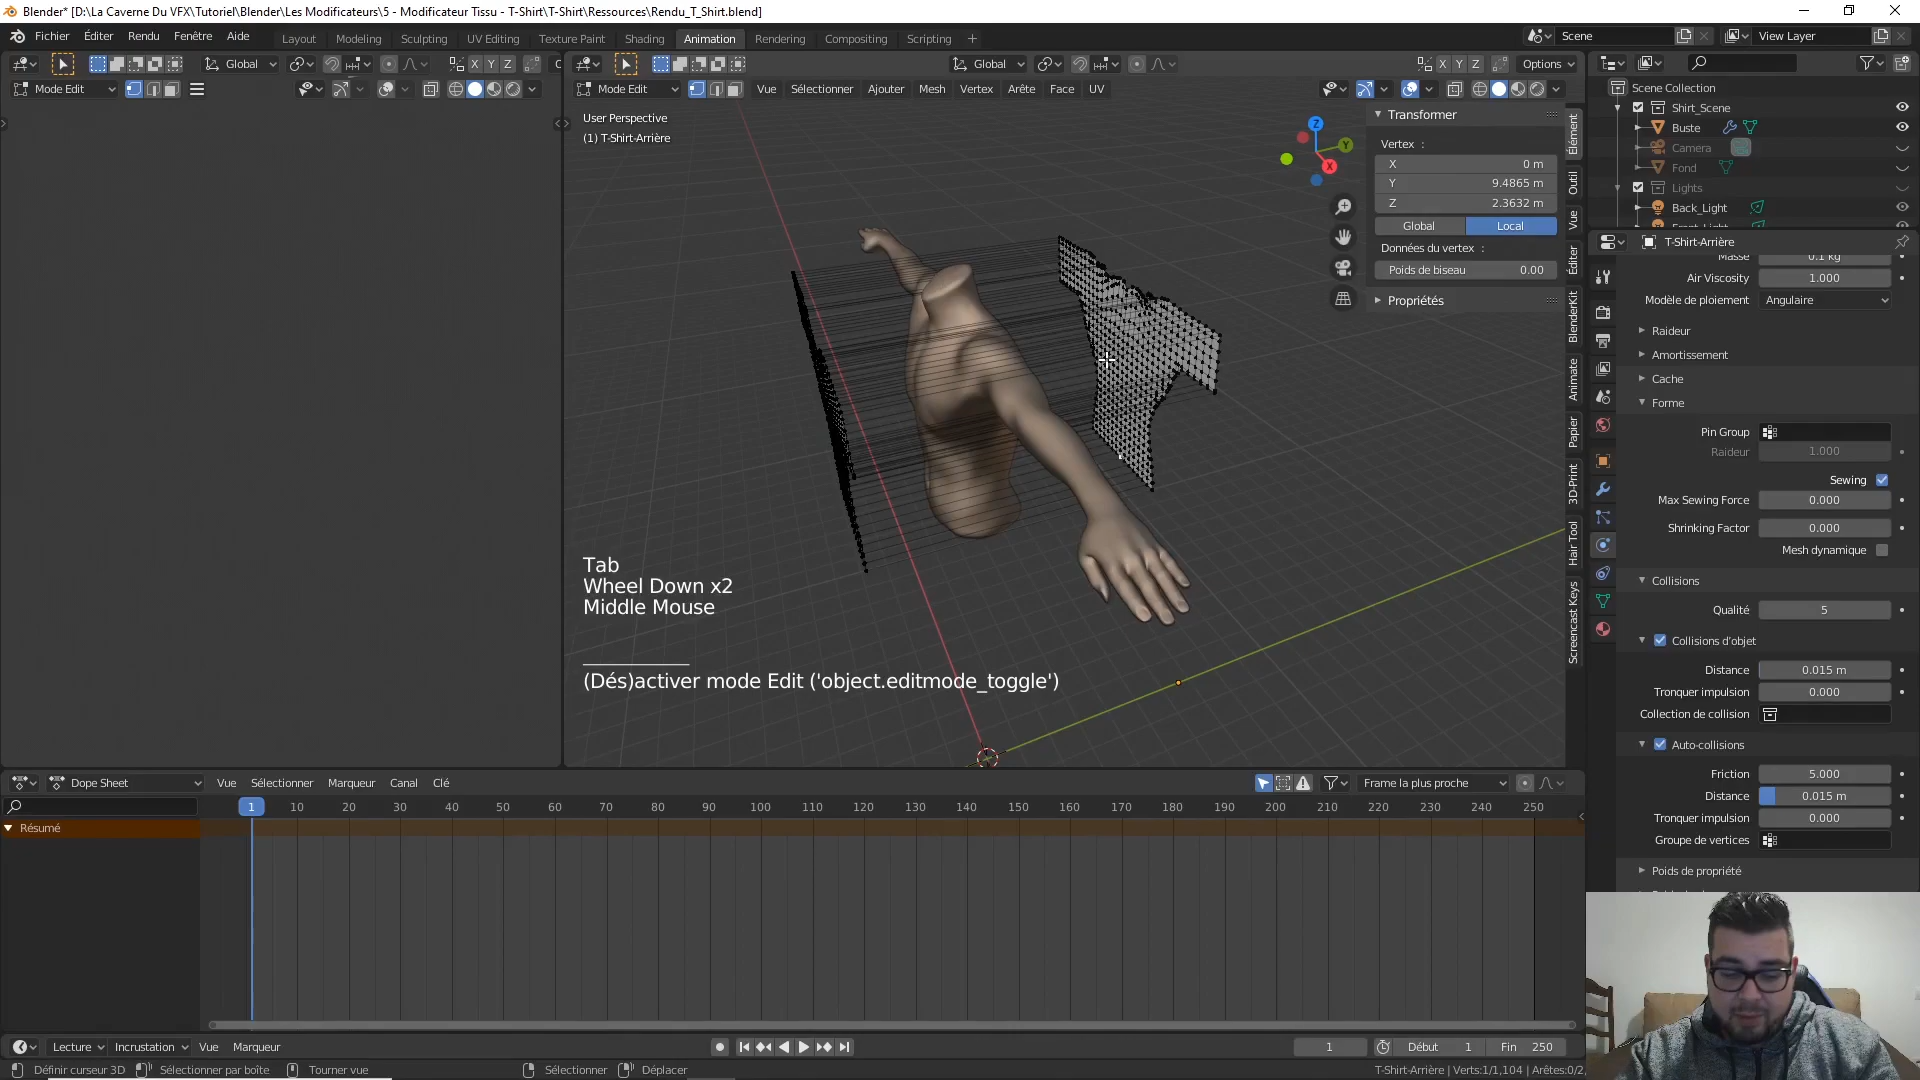 Blender* [D:\La Caverne Du VFX\Tutoriel\Blender\Les Modificateurs\5 - Modificateur Tissu - T-Shirt\T-Shirt\Ressources\Rendu_T_Shirt.blend]
Fichier Éditer Rendu Fenêtre Aide Layout Modeling Sculpting UV Editing Texture Paint Shading Animation Rendering Compositing Scripting Scene View Layer
Global X Y Z Global X Y Z Options
Mode Edit Mode Edit Vue Sélectionner Ajouter Mesh Vertex Arête Face UV
User Perspective
(1) T-Shirt-Arrière
Tab
Wheel Down x2
Middle Mouse
(Dés)activer mode Edit ('object.editmode_toggle')
Z
Y
X
Transformer
Vertex :
X 0 m
Y 9.4865 m
Z 2.3632 m
Global Local
Données du vertex :
Poids de biseau 0.00
Propriétés
Elément
Outil
Vue
Éditer
BlenderKit
Animate
Papier
3D-Print
Hair Tool
Screencast Keys
Scene Collection
Shirt_Scene
Buste
Camera
Fond
Lights
Back_Light
T-Shirt-Arrière
Masse 0.1 kg
Air Viscosity 1.000
Modèle de ploiement Angulaire
Raideur
Amortissement
Cache
Forme
Pin Group
Raideur 1.000
Sewing
Max Sewing Force 0.000
Shrinking Factor 0.000
Mesh dynamique
Collisions
Qualité 5
Collisions d'objet
Distance 0.015 m
Tronquer impulsion 0.000
Collection de collision
Auto-collisions
Friction 5.000
Distance 0.015 m
Tronquer impulsion 0.000
Groupe de vertices
Poids de propriété
Dope Sheet Vue Sélectionner Marqueur Canal Clé Frame la plus proche
1 10 20 30 40 50 60 70 80 90 100 110 120 130 140 150 160 170 180 190 200 210 220 230 240 250
Résumé
Lecture Incrustation Vue Marqueur 1 Début 1 Fin 250
Définir curseur 3D Sélectionner par boîte Tourner vue Sélectionner Déplacer T-Shirt-Arrière | Verts:1/1,104 | Arêtes:0/2,